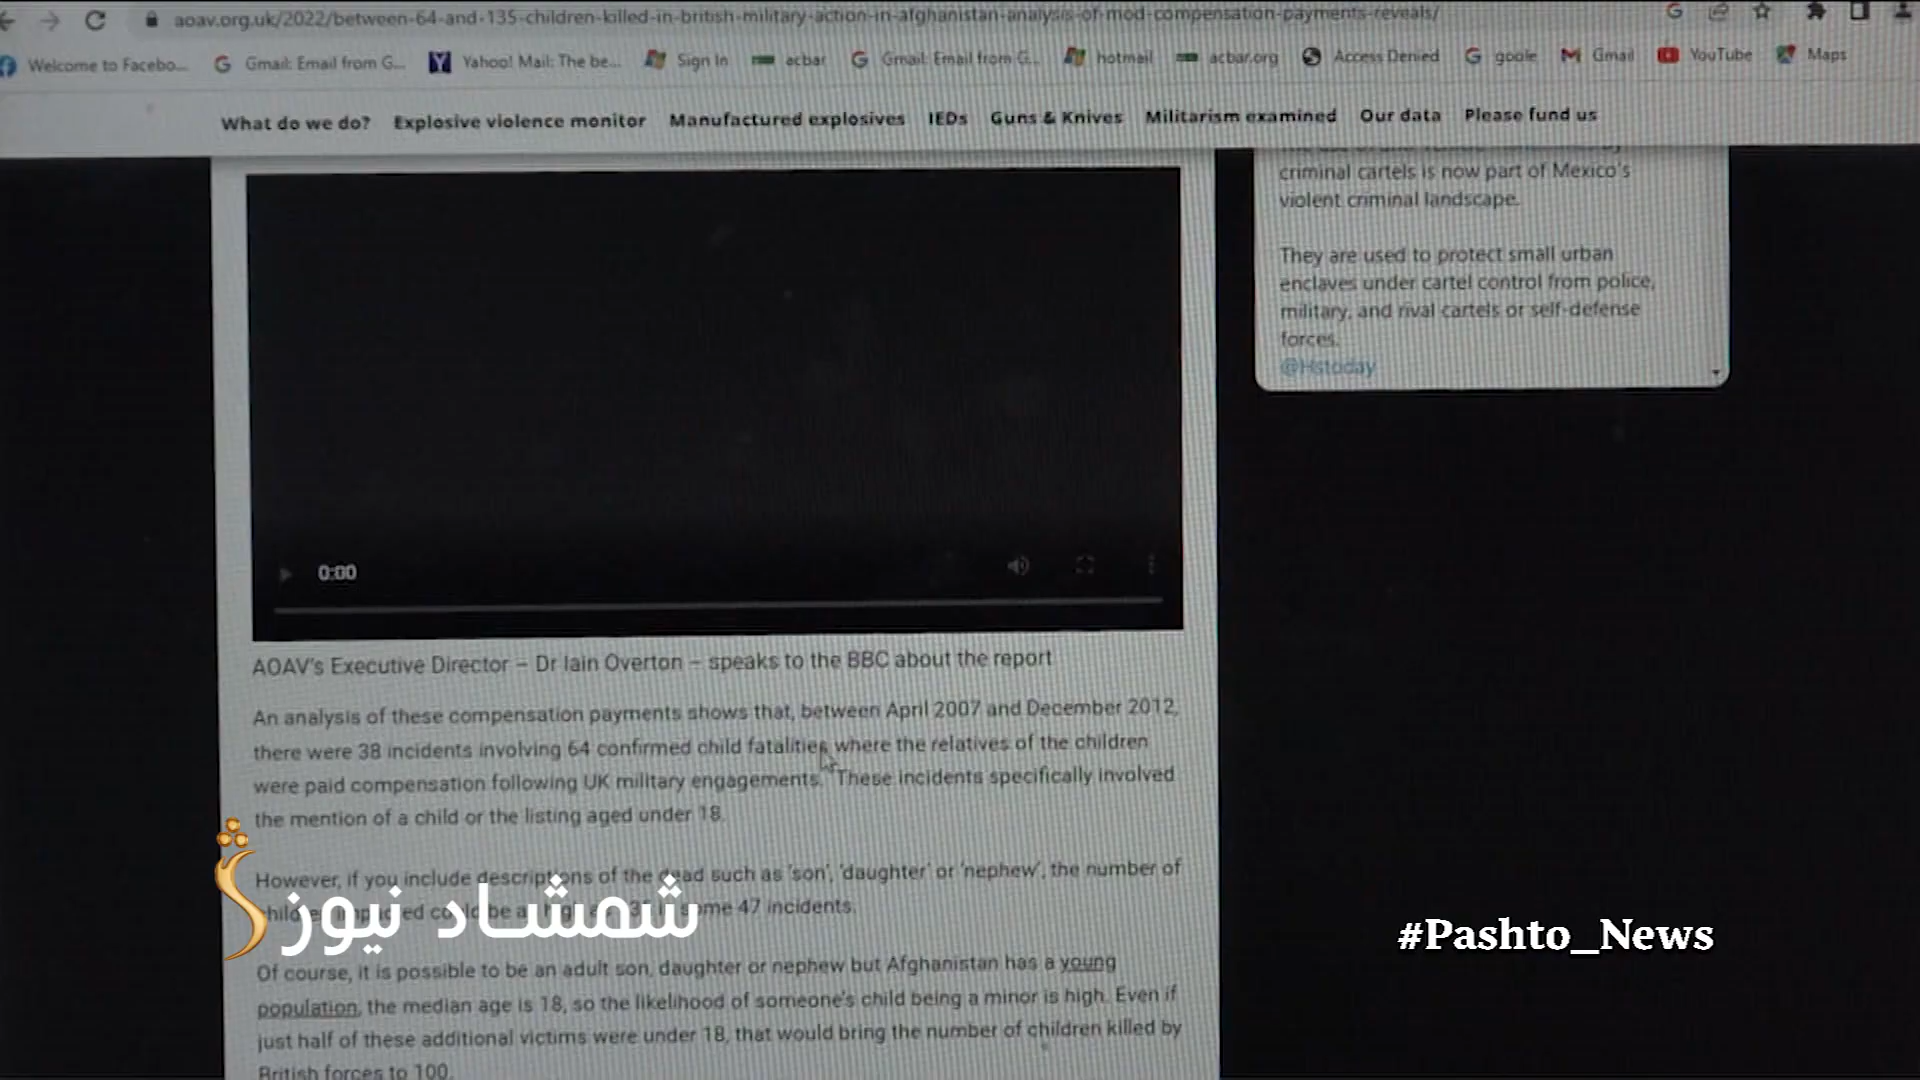 aoav.org.uk/2022/between-64-and-135-children-killed-in-british-military-action-in-afghanistan-analysis-of-mod-compensation-payments-reveals/
Welcome to Facebo... Gmail: Email from G... Yahoo! Mail: The be... Sign In acbar Gmail: Email from G... hotmail acbar.org Access Denied goole Gmail YouTube Maps
What do we do? Explosive violence monitor Manufactured explosives IEDs Guns & Knives Militarism examined Our data Please fund us
criminal cartels is now part of Mexico's
violent criminal landscape.
They are used to protect small urban
enclaves under cartel control from police,
military, and rival cartels or self-defense
forces.
@Hstoday
0:00
AOAV's Executive Director – Dr Iain Overton – speaks to the BBC about the report
An analysis of these compensation payments shows that, between April 2007 and December 2012,
there were 38 incidents involving 64 confirmed child fatalities where the relatives of the children
were paid compensation following UK military engagements. These incidents specifically involved
the mention of a child or the listing aged under 18.
However, if you include descriptions of the dead such as 'son', 'daughter' or 'nephew', the number of
some 47 incidents.
Of course, it is possible to be an adult son, daughter or nephew but Afghanistan has a young
population, the median age is 18, so the likelihood of someone's child being a minor is high. Even if
just half of these additional victims were under 18, that would bring the number of children killed by
British forces to 100.
شمشاد نیوز
#Pashto_News